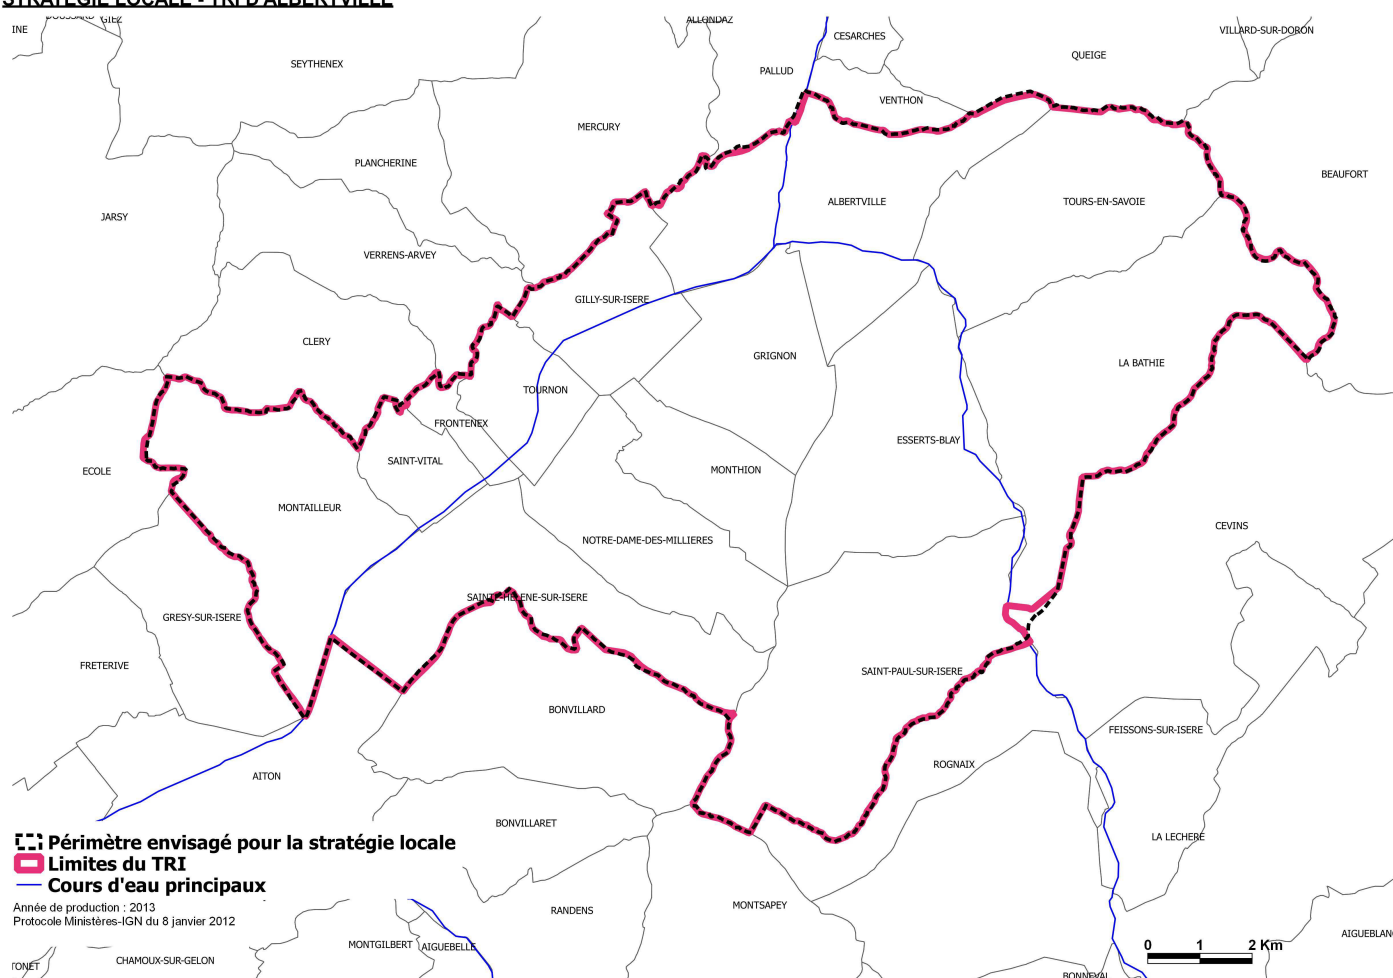 STRATEGIE LOCALE - TRI D'ALBERTVILLE
ALLONDAZ
CESARCHES
VILLARD-SUR-DORON
QUEIGE
SEYTHENEX
PALLUD
VENTHON
MERCURY
PLANCHERINE
BEAUFORT
ALBERTVILLE
TOURS-EN-SAVOIE
JARSY
VERRENS-ARVEY
GILLY-SUR-ISERE
CLERY
GRIGNON
LA BATHIE
TOURNON
FRONTENEX
ESSERTS-BLAY
SAINT-VITAL
ECOLE
MONTHION
MONTAILLEUR
CEVINS
NOTRE-DAME-DES-MILLIERES
SAINTE-HELENE-SUR-ISERE
GRESY-SUR-ISERE
FRETERIVE
SAINT-PAUL-SUR-ISERE
BONVILLARD
FEISSONS-SUR-ISERE
ROGNAIX
AITON
BONVILLARET
LA LECHERE
Périmètre envisagé pour la stratégie locale
Limites du TRI
Cours d'eau principaux
Année de production : 2013
Protocole Ministères-IGN du 8 janvier 2012
RANDENS
MONTSAPEY
AIGUEBLAN
MONTGILBERT
AIGUEBELLE
0 1 2 Km
CHAMOUX-SUR-GELON
BONNEVAL